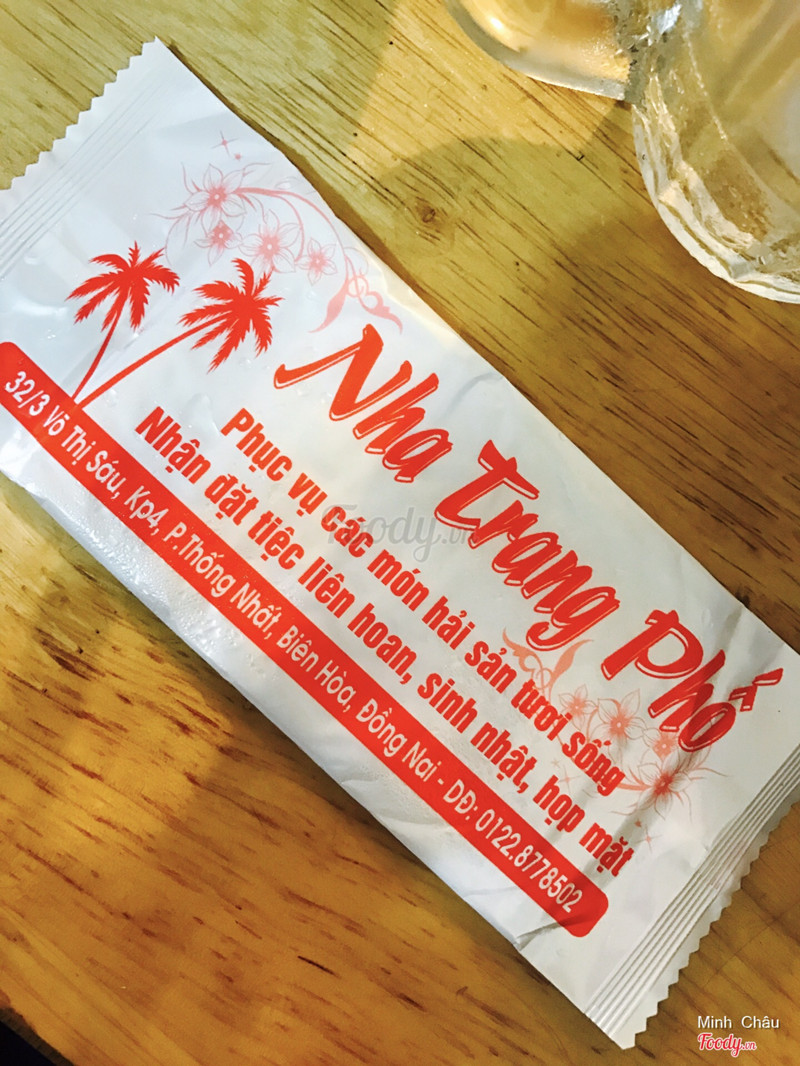 Nha Trang Phố
Phục vụ các món hải sản tươi sống
Nhận đặt tiệc liên hoan, sinh nhật, họp mặt
32/3 Võ Thị Sáu, Kp4, P.Thống Nhất, Biên Hòa, Đồng Nai - DĐ: 0122.8778502
Foody.vn
Minh Châu
Foody.vn